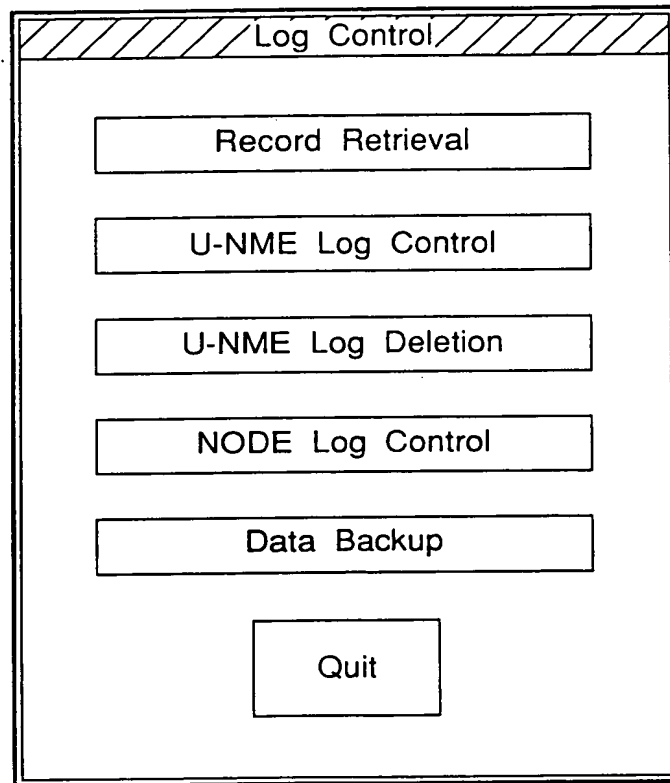 Log Control
Record Retrieval
U-NME Log Control
U-NME Log Deletion
NODE Log Control
Data Backup
Quit